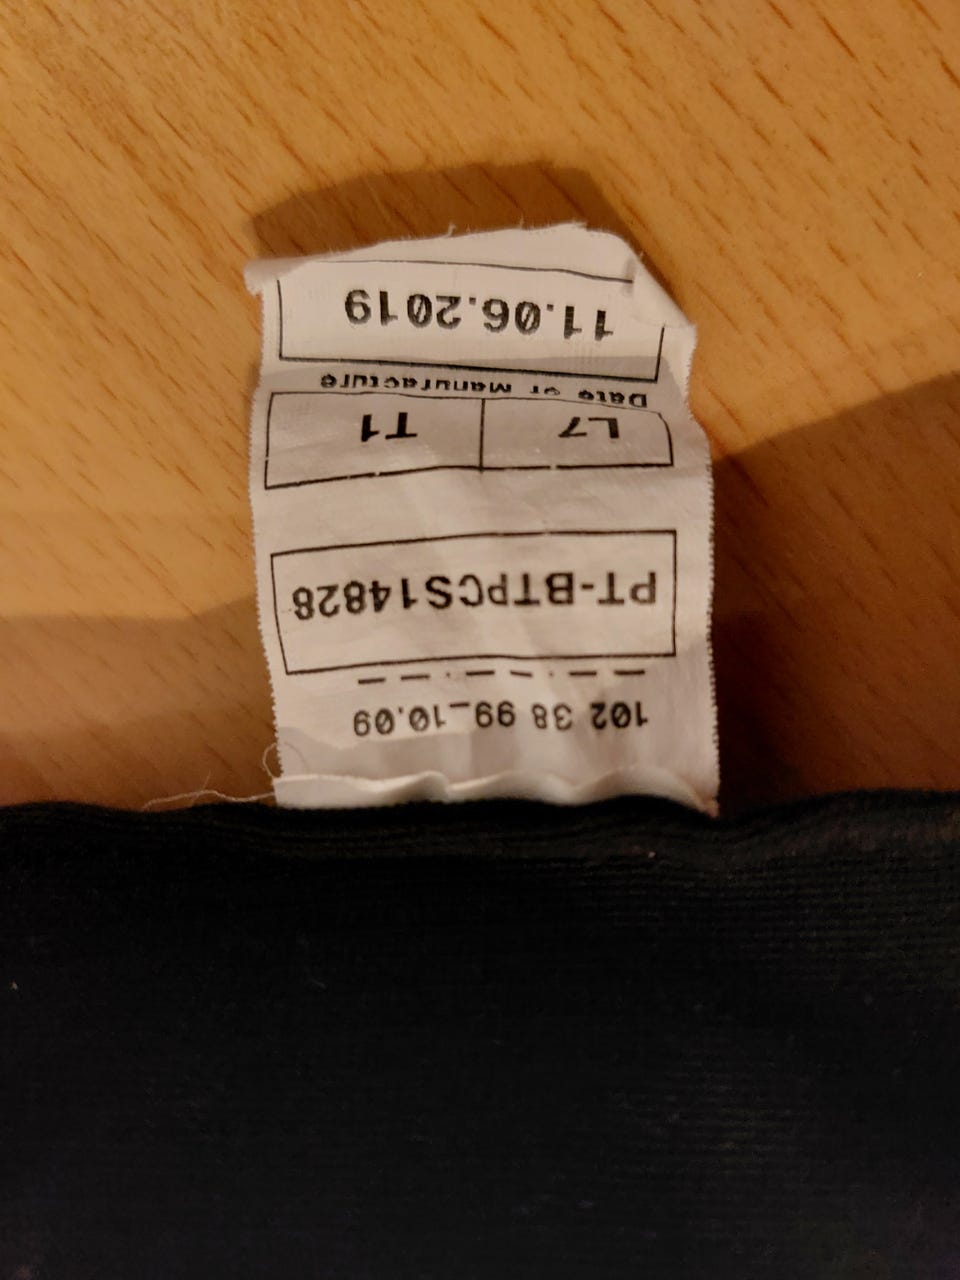 102 38 99_10.09
PT-BTPCS14828
L7 T1
Date of Manufacture
11.06.2019